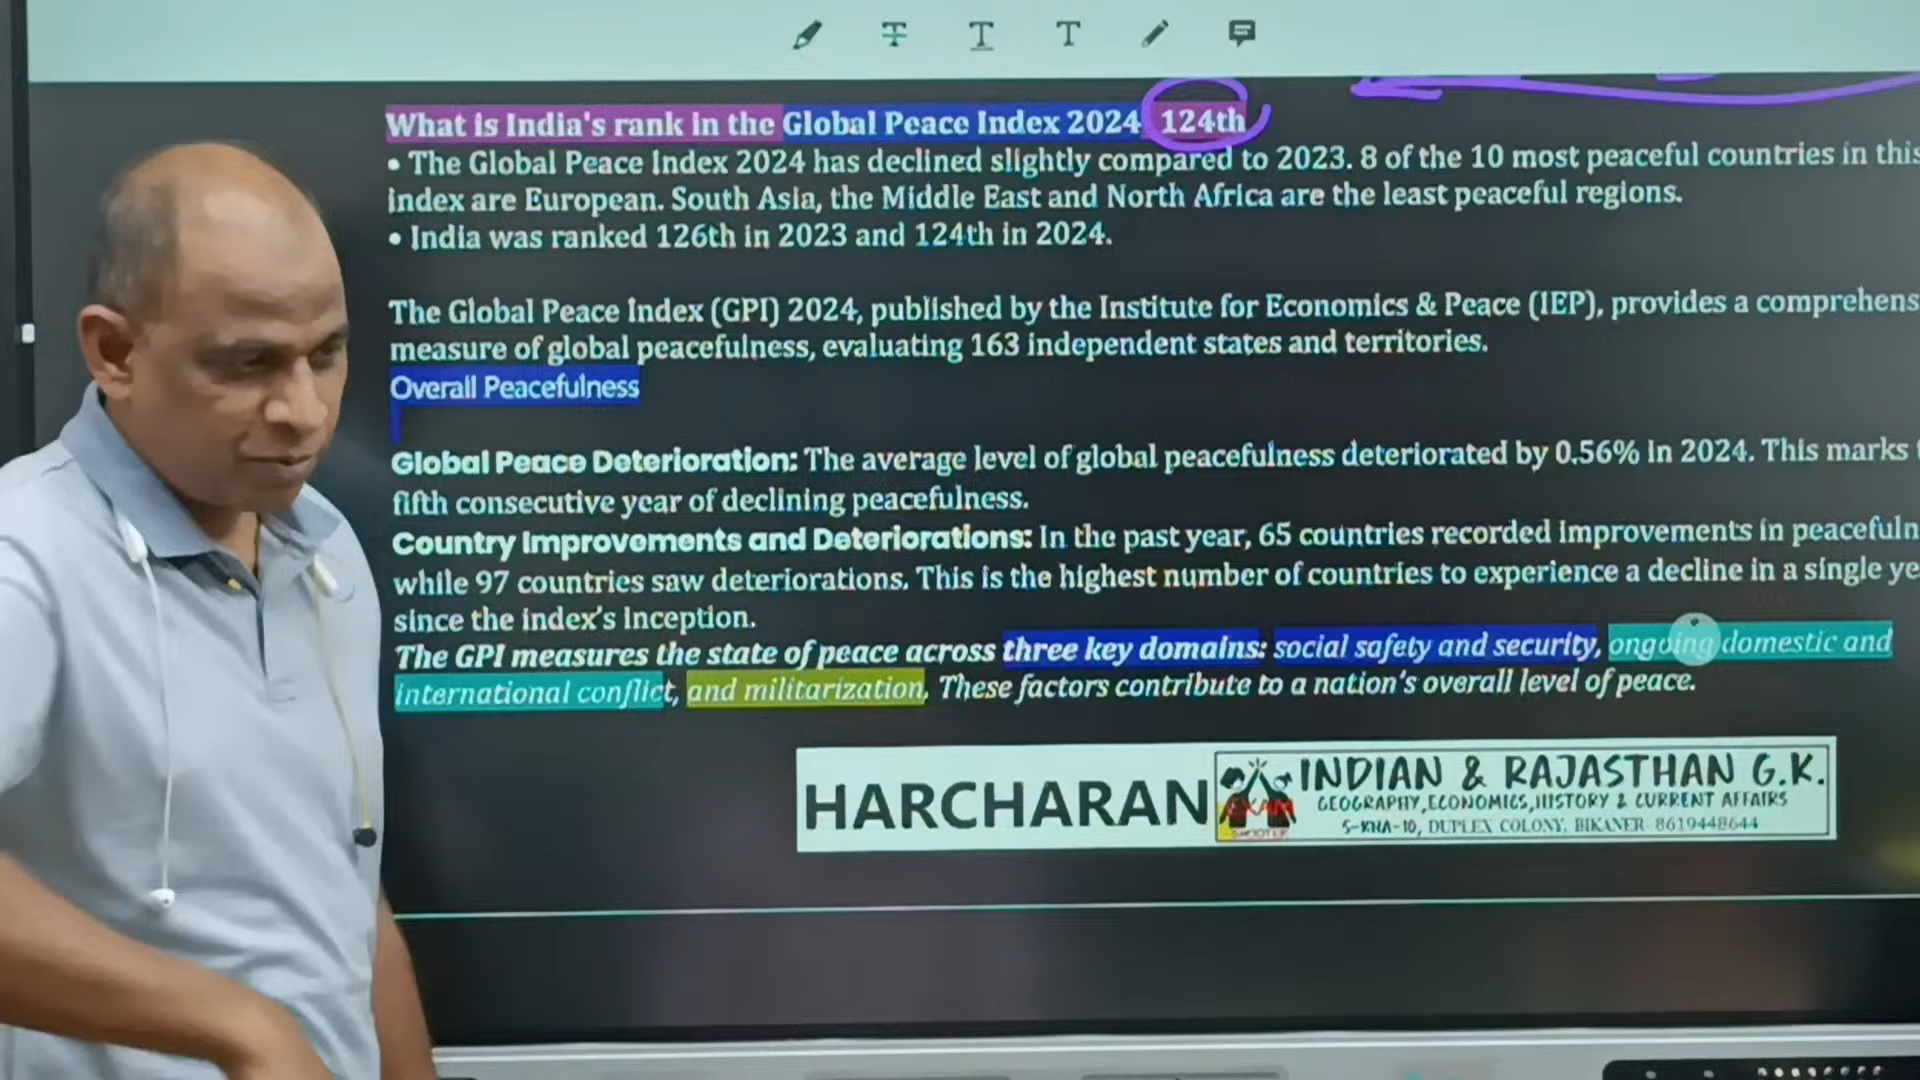 What is India's rank in the Global Peace Index 2024 124th
• The Global Peace Index 2024 has declined slightly compared to 2023. 8 of the 10 most peaceful countries in this
index are European. South Asia, the Middle East and North Africa are the least peaceful regions.
• India was ranked 126th in 2023 and 124th in 2024.
The Global Peace Index (GPI) 2024, published by the Institute for Economics & Peace (IEP), provides a comprehens
measure of global peacefulness, evaluating 163 independent states and territories.
Overall Peacefulness
Global Peace Deterioration: The average level of global peacefulness deteriorated by 0.56% in 2024. This marks t
fifth consecutive year of declining peacefulness.
Country Improvements and Deteriorations: In the past year, 65 countries recorded improvements in peacefuln
while 97 countries saw deteriorations. This is the highest number of countries to experience a decline in a single ye
since the index's inception.
The GPI measures the state of peace across three key domains: social safety and security, ongoing domestic and
international conflict, and militarization. These factors contribute to a nation's overall level of peace.
HARCHARAN
INDIAN & RAJASTHAN G.K.
GEOGRAPHY,ECONOMICS,HISTORY & CURRENT AFFAIRS
5-KHA-10, DUPLEX COLONY, BIKANER 8619448644